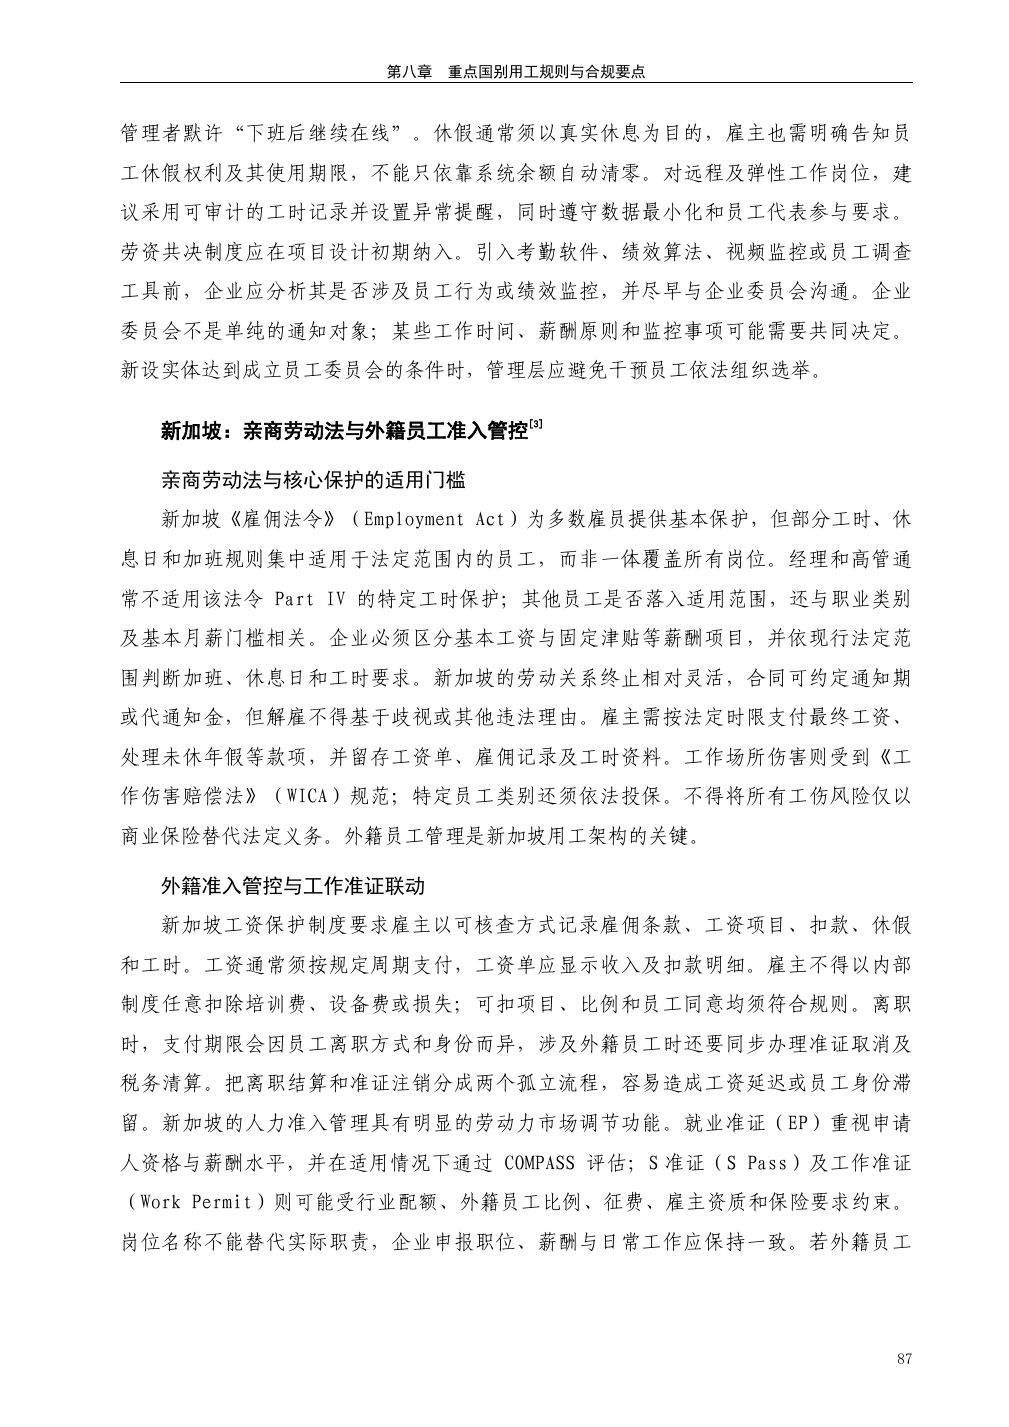 第八章　重点国别用工规则与合规要点
管理者默许“下班后继续在线”。休假通常须以真实休息为目的，雇主也需明确告知员
工休假权利及其使用期限，不能只依靠系统余额自动清零。对远程及弹性工作岗位，建
议采用可审计的工时记录并设置异常提醒，同时遵守数据最小化和员工代表参与要求。
劳资共决制度应在项目设计初期纳入。引入考勤软件、绩效算法、视频监控或员工调查
工具前，企业应分析其是否涉及员工行为或绩效监控，并尽早与企业委员会沟通。企业
委员会不是单纯的通知对象；某些工作时间、薪酬原则和监控事项可能需要共同决定。
新设实体达到成立员工委员会的条件时，管理层应避免干预员工依法组织选举。
新加坡：亲商劳动法与外籍员工准入管控[3]
亲商劳动法与核心保护的适用门槛
新加坡《雇佣法令》（Employment Act）为多数雇员提供基本保护，但部分工时、休
息日和加班规则集中适用于法定范围内的员工，而非一体覆盖所有岗位。经理和高管通
常不适用该法令 Part IV 的特定工时保护；其他员工是否落入适用范围，还与职业类别
及基本月薪门槛相关。企业必须区分基本工资与固定津贴等薪酬项目，并依现行法定范
围判断加班、休息日和工时要求。新加坡的劳动关系终止相对灵活，合同可约定通知期
或代通知金，但解雇不得基于歧视或其他违法理由。雇主需按法定时限支付最终工资、
处理未休年假等款项，并留存工资单、雇佣记录及工时资料。工作场所伤害则受到《工
作伤害赔偿法》（WICA）规范；特定员工类别还须依法投保。不得将所有工伤风险仅以
商业保险替代法定义务。外籍员工管理是新加坡用工架构的关键。
外籍准入管控与工作准证联动
新加坡工资保护制度要求雇主以可核查方式记录雇佣条款、工资项目、扣款、休假
和工时。工资通常须按规定周期支付，工资单应显示收入及扣款明细。雇主不得以内部
制度任意扣除培训费、设备费或损失；可扣项目、比例和员工同意均须符合规则。离职
时，支付期限会因员工离职方式和身份而异，涉及外籍员工时还要同步办理准证取消及
税务清算。把离职结算和准证注销分成两个孤立流程，容易造成工资延迟或员工身份滞
留。新加坡的人力准入管理具有明显的劳动力市场调节功能。就业准证（EP）重视申请
人资格与薪酬水平，并在适用情况下通过 COMPASS 评估；S 准证（S Pass）及工作准证
（Work Permit）则可能受行业配额、外籍员工比例、征费、雇主资质和保险要求约束。
岗位名称不能替代实际职责，企业申报职位、薪酬与日常工作应保持一致。若外籍员工
87